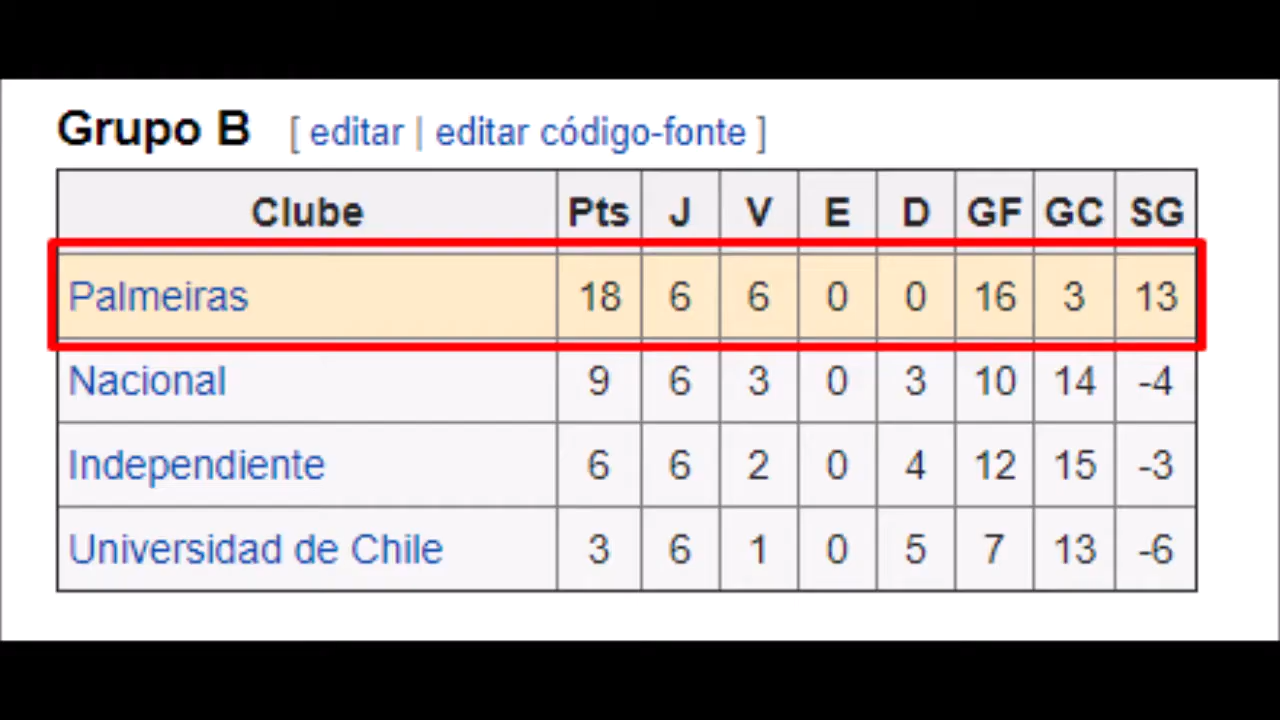 Grupo B [ editar | editar código-fonte ]
Clube Pts J V E D GF GC SG
Palmeiras 18 6 6 0 0 16 3 13
Nacional 9 6 3 0 3 10 14 -4
Independiente 6 6 2 0 4 12 15 -3
Universidad de Chile 3 6 1 0 5 7 13 -6